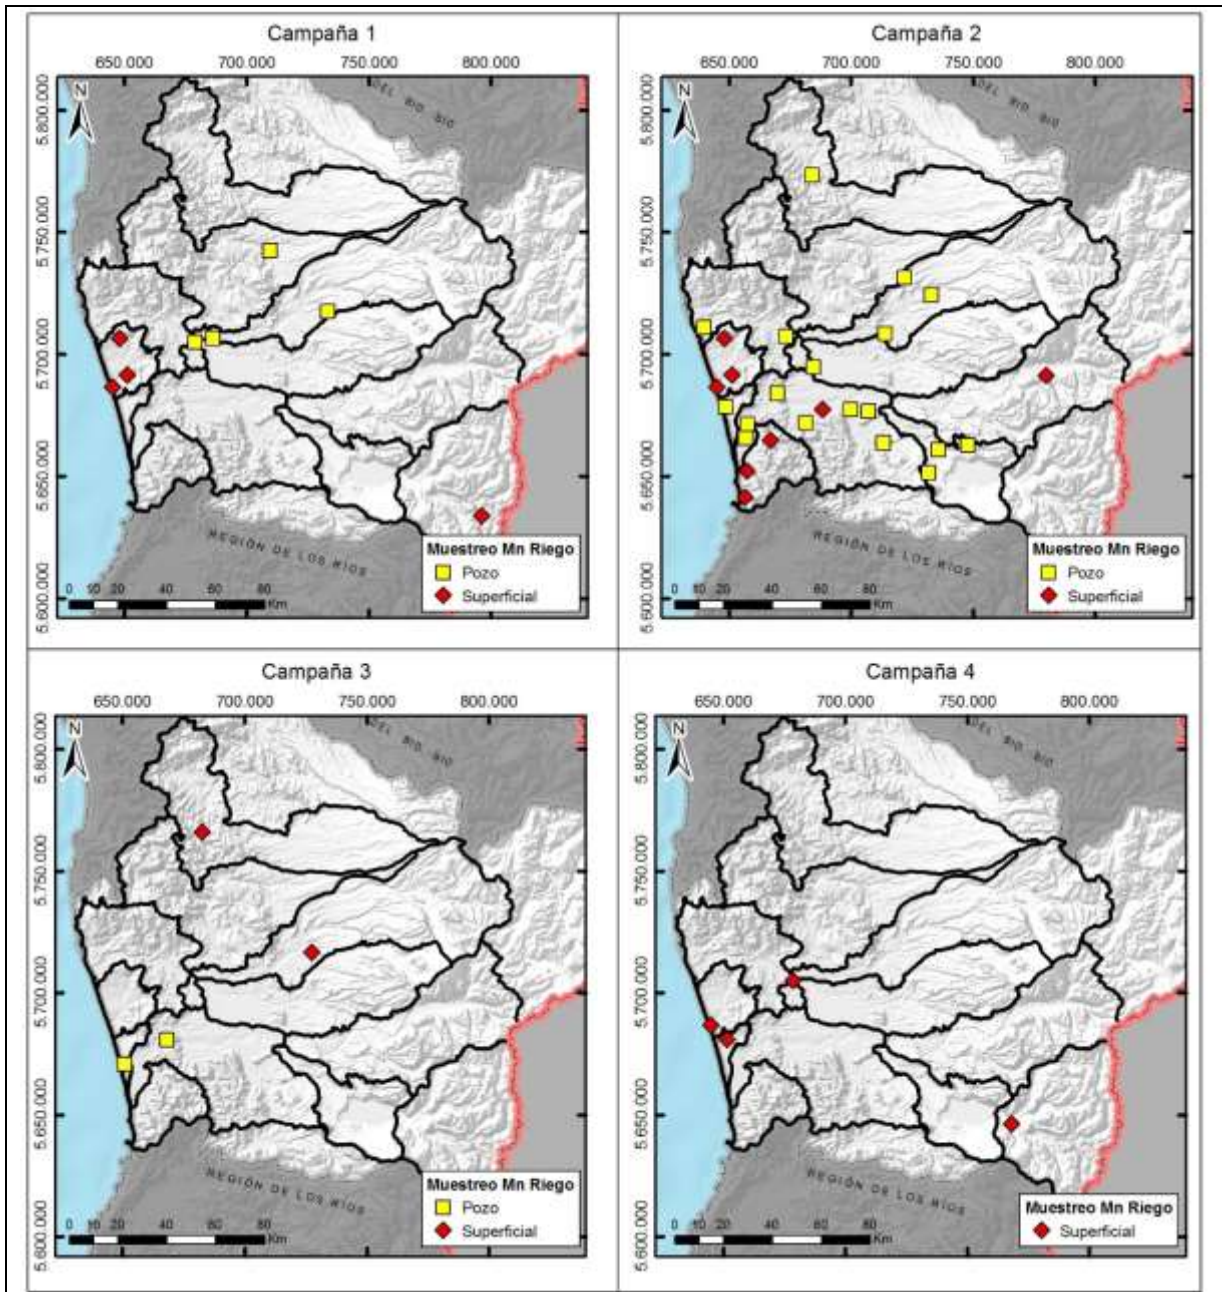 Campaña 1
650.000 700.000 750.000 800.000
5.800.000
5.750.000
5.700.000
5.650.000
5.600.000
N
DEL BIO BIO
REGIÓN DE LOS RÍOS
0 10 20 40 60 80
Km
Muestreo Mn Riego
Pozo
Superficial
Campaña 2
650.000 700.000 750.000 800.000
5.800.000
5.750.000
5.700.000
5.650.000
5.600.000
N
DEL BIO BIO
REGIÓN DE LOS RÍOS
0 10 20 40 60 80
Km
Muestreo Mn Riego
Pozo
Superficial
Campaña 3
650.000 700.000 750.000 800.000
5.800.000
5.750.000
5.700.000
5.650.000
5.600.000
N
DEL BIO BIO
REGIÓN DE LOS RÍOS
0 10 20 40 60 80
Km
Muestreo Mn Riego
Pozo
Superficial
Campaña 4
650.000 700.000 750.000 800.000
5.800.000
5.750.000
5.700.000
5.650.000
5.600.000
N
DEL BIO BIO
REGIÓN DE LOS RÍOS
0 10 20 40 60 80
Km
Muestreo Mn Riego
Superficial